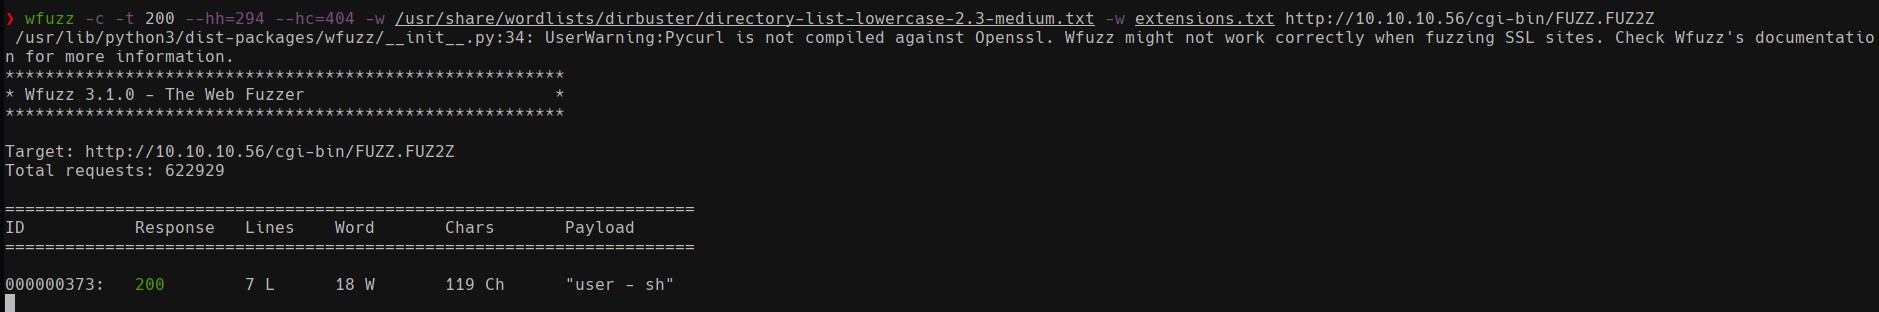 ❯ wfuzz -c -t 200 --hh=294 --hc=404 -w /usr/share/wordlists/dirbuster/directory-list-lowercase-2.3-medium.txt -w extensions.txt http://10.10.10.56/cgi-bin/FUZZ.FUZ2Z
/usr/lib/python3/dist-packages/wfuzz/__init__.py:34: UserWarning:Pycurl is not compiled against Openssl. Wfuzz might not work correctly when fuzzing SSL sites. Check Wfuzz's documentatio
n for more information.
********************************************************
* Wfuzz 3.1.0 - The Web Fuzzer                         *
********************************************************
Target: http://10.10.10.56/cgi-bin/FUZZ.FUZ2Z
Total requests: 622929
=====================================================================
ID           Response   Lines    Word       Chars       Payload
=====================================================================
000000373:   200        7 L      18 W       119 Ch      "user - sh"